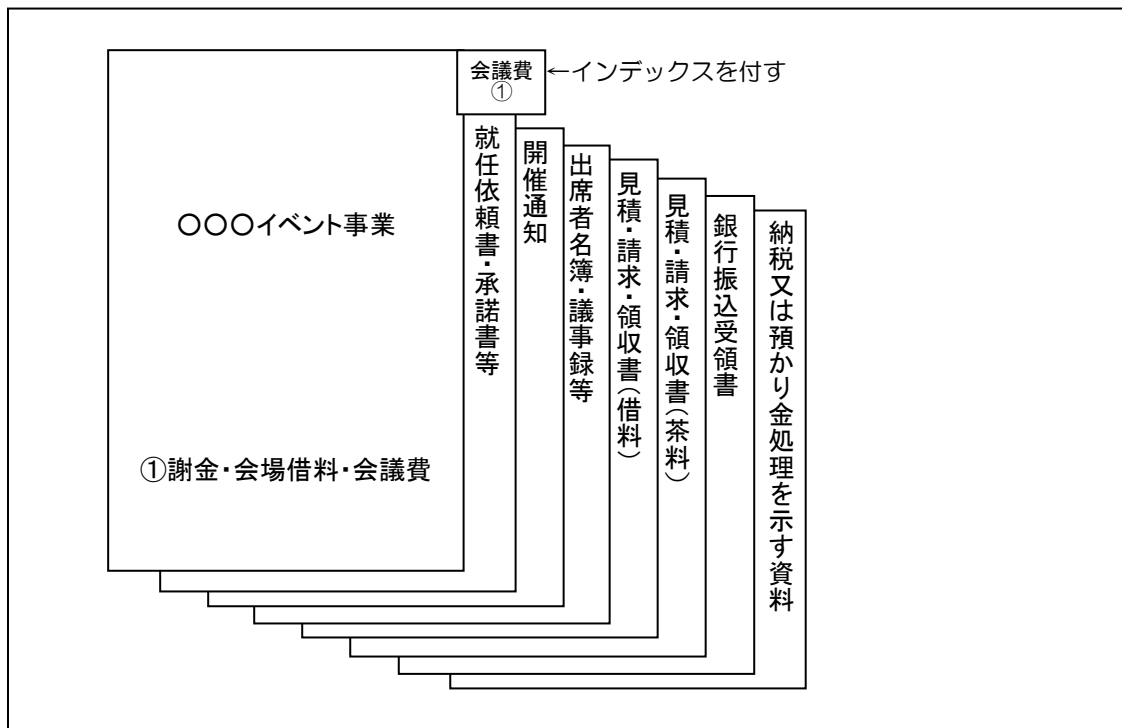 会議費
①
←インデックスを付す
〇〇〇イベント事業
①謝金・会場借料・会議費
就任依頼書・承諾書等
開催通知
出席者名簿・議事録等
見積・請求・領収書(借料)
見積・請求・領収書(茶料)
銀行振込受領書
納税又は預かり金処理を示す資料